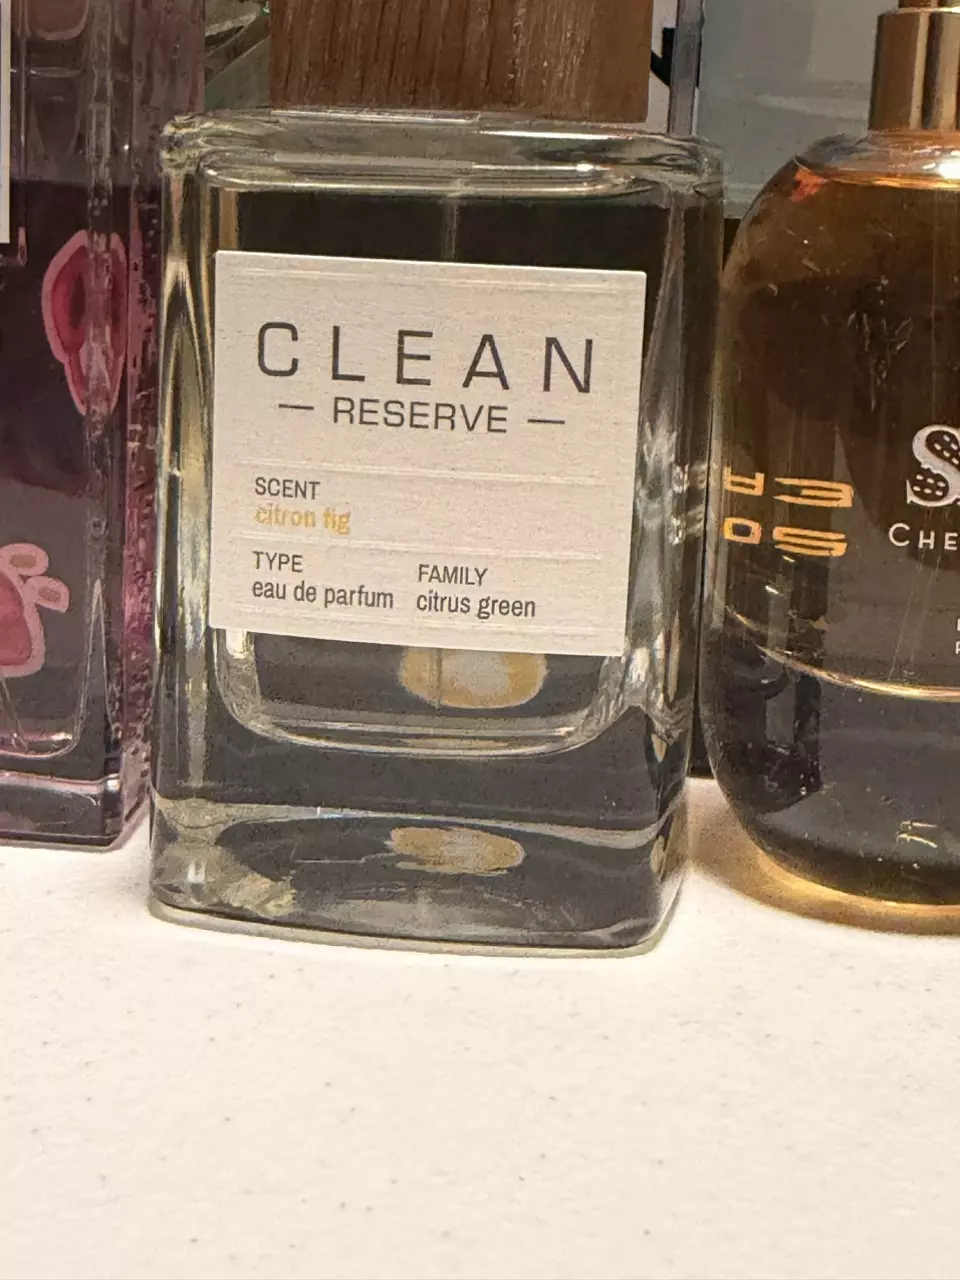 CLEAN
— RESERVE —
SCENT
citron fig
TYPE
eau de parfum
FAMILY
citrus green
S
CHE